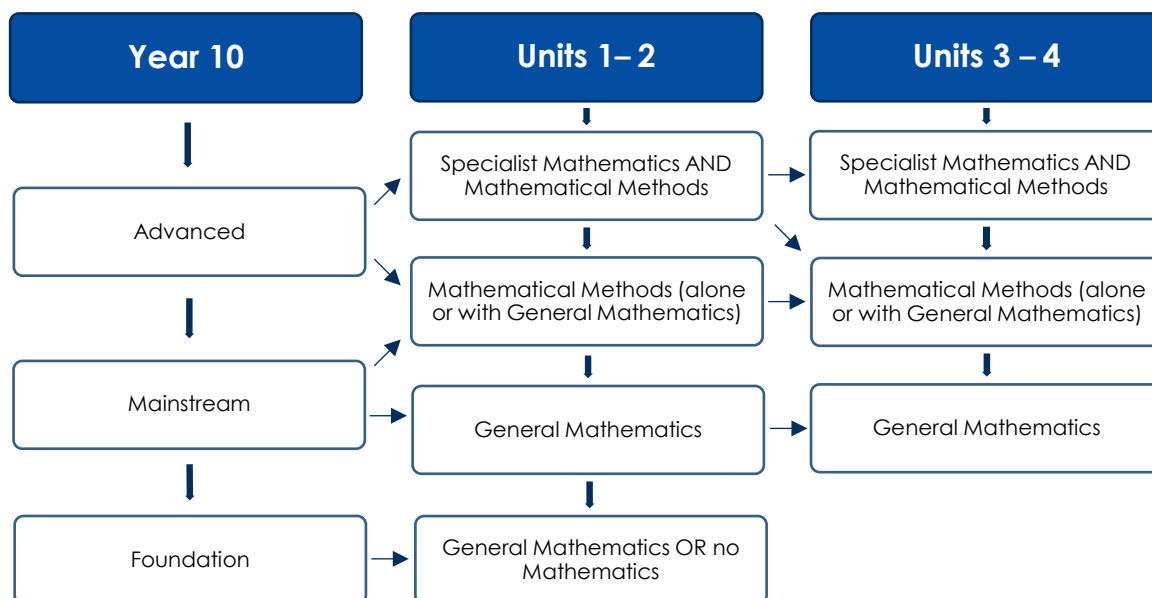 Year 10
Units 1– 2
Units 3 – 4
Specialist Mathematics AND
Mathematical Methods
Specialist Mathematics AND
Mathematical Methods
Advanced
Mathematical Methods (alone
or with General Mathematics)
Mathematical Methods (alone
or with General Mathematics)
Mainstream
General Mathematics
General Mathematics
Foundation
General Mathematics OR no
Mathematics